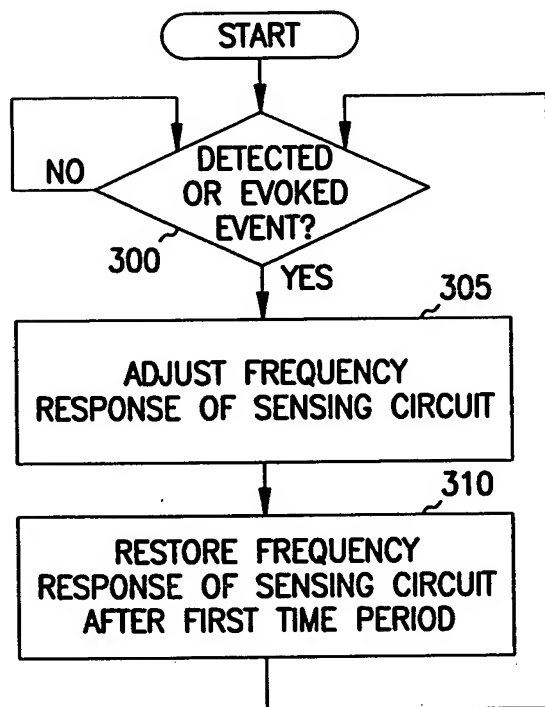 START
DETECTED
OR EVOKED
EVENT?
NO
300
YES
305
ADJUST FREQUENCY
RESPONSE OF SENSING CIRCUIT
310
RESTORE FREQUENCY
RESPONSE OF SENSING CIRCUIT
AFTER FIRST TIME PERIOD